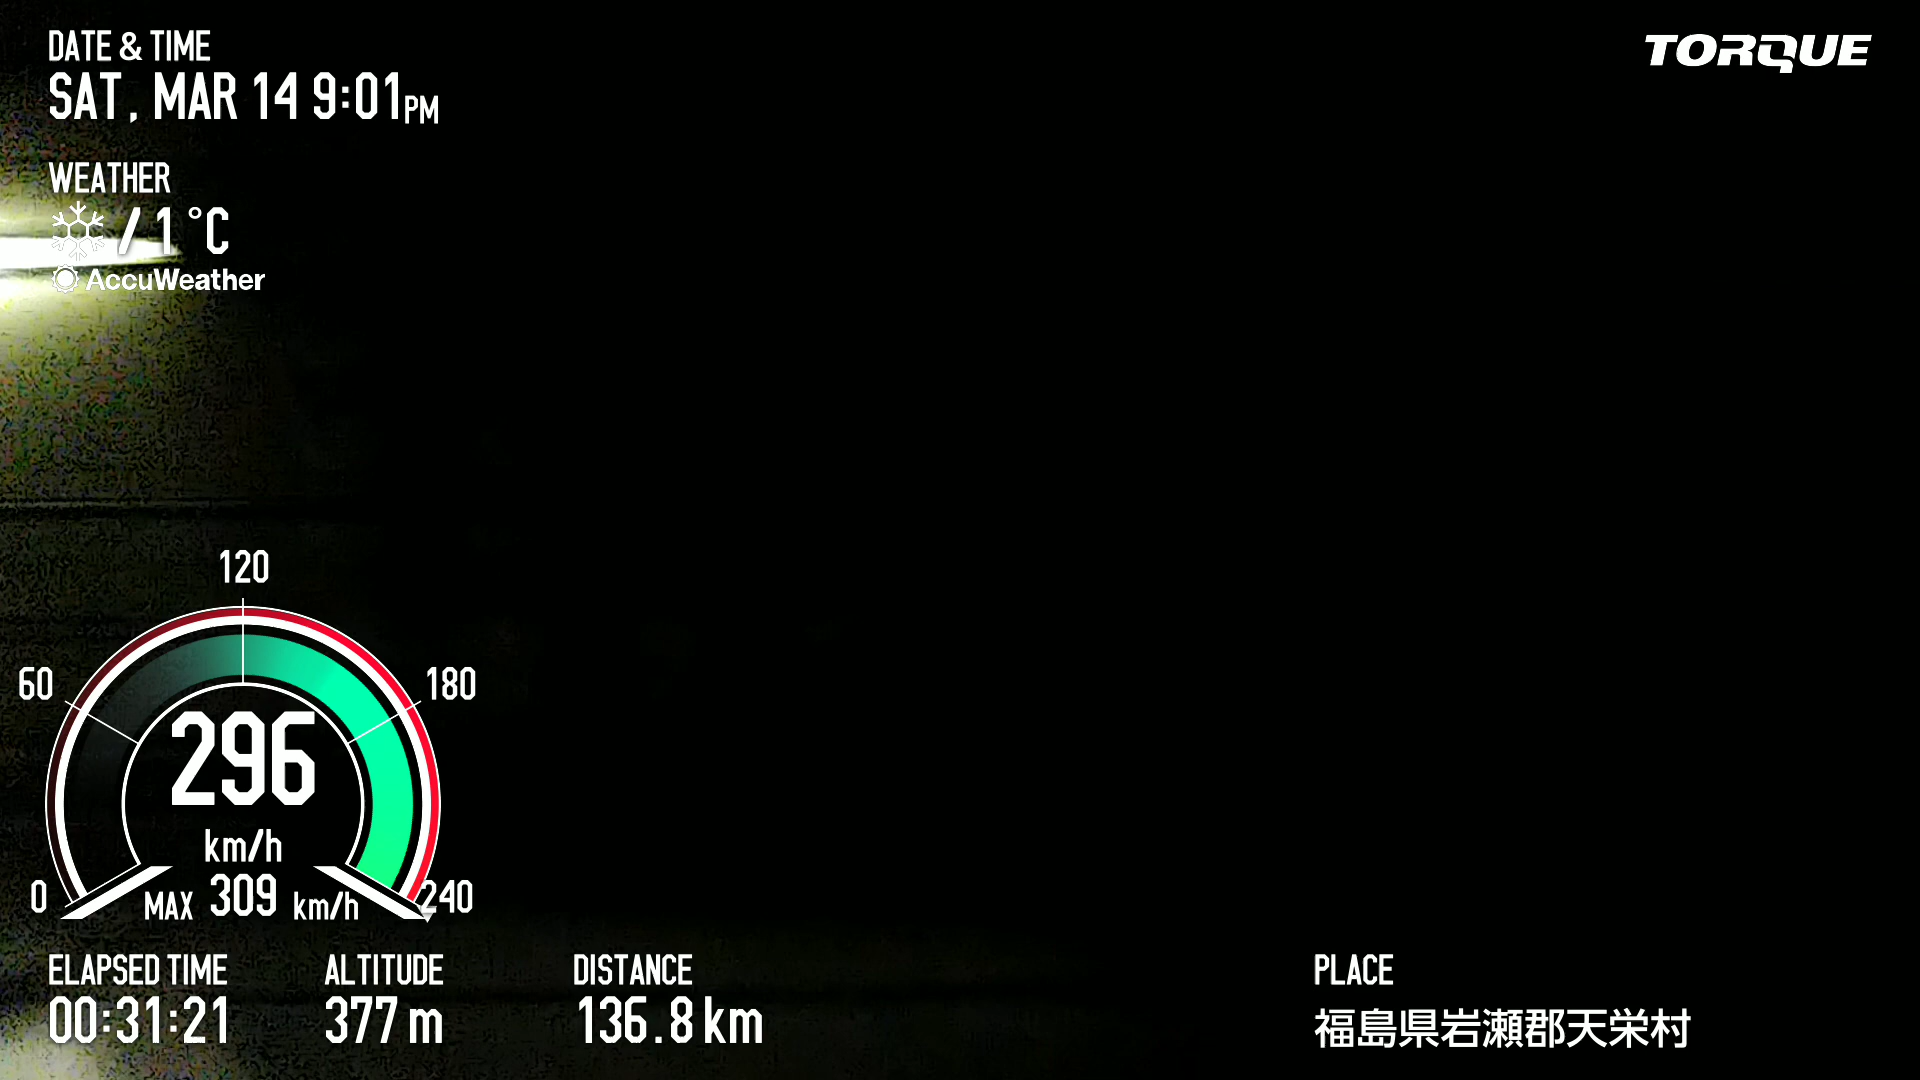 DATE & TIME
SAT, MAR 14 9:01PM
TORQUE
WEATHER
/ 1 °C
AccuWeather
120
60
180
296
km/h
0
MAX 309 km/h
240
ELAPSED TIME
00:31:21
ALTITUDE
377 m
DISTANCE
136.8 km
PLACE
福島県岩瀬郡天栄村